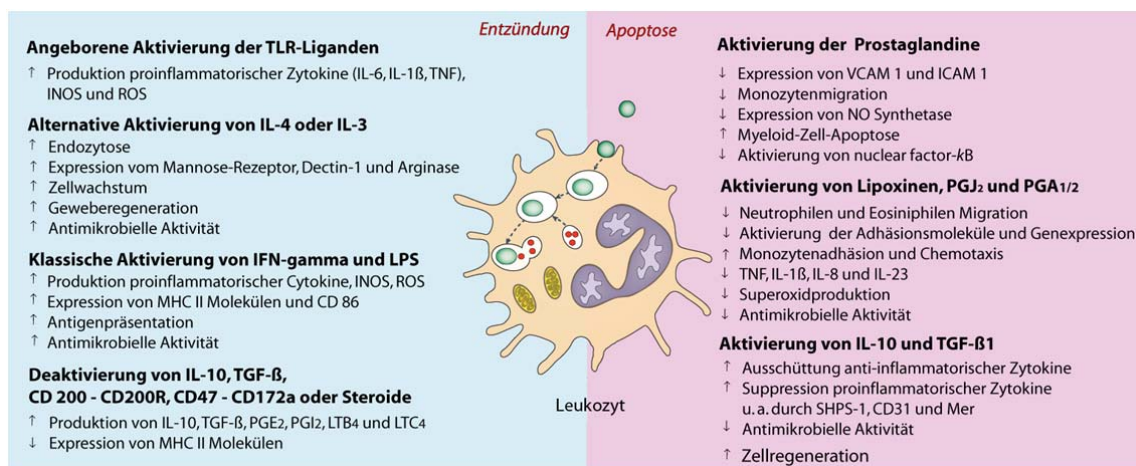 Entzündung
Angeborene Aktivierung der TLR-Liganden
↑ Produktion proinflammatorischer Zytokine (IL-6, IL-1ß, TNF),
INOS und ROS
Alternative Aktivierung von IL-4 oder IL-3
↑ Endozytose
↑ Expression vom Mannose-Rezeptor, Dectin-1 und Arginase
↑ Zellwachstum
↑ Geweberegeneration
↑ Antimikrobielle Aktivität
Klassische Aktivierung von IFN-gamma und LPS
↑ Produktion proinflammatorischer Cytokine, INOS, ROS
↑ Expression von MHC II Molekülen und CD 86
↑ Antigenpräsentation
↑ Antimikrobielle Aktivität
Deaktivierung von IL-10, TGF-ß,
CD 200 - CD200R, CD47 - CD172a oder Steroide
↑ Produktion von IL-10, TGF-ß, PGE2, PGI2, LTB4 und LTC4
↓ Expression von MHC II Molekülen
Leukozyt
Apoptose
Aktivierung der Prostaglandine
↓ Expression von VCAM 1 und ICAM 1
↓ Monozytenmigration
↓ Expression von NO Synthetase
↑ Myeloid-Zell-Apoptose
↓ Aktivierung von nuclear factor-kB
Aktivierung von Lipoxinen, PGJ2 und PGA1/2
↓ Neutrophilen und Eosiniphilen Migration
↓ Aktivierung der Adhäsionsmoleküle und Genexpression
↑ Monozytenadhäsion und Chemotaxis
↓ TNF, IL-1ß, IL-8 und IL-23
↓ Superoxidproduktion
↓ Antimikrobielle Aktivität
Aktivierung von IL-10 und TGF-ß1
↑ Ausschüttung anti-inflammatorischer Zytokine
↑ Suppression proinflammatorischer Zytokine
u. a. durch SHPS-1, CD31 und Mer
↓ Antimikrobielle Aktivität
↑ Zellregeneration